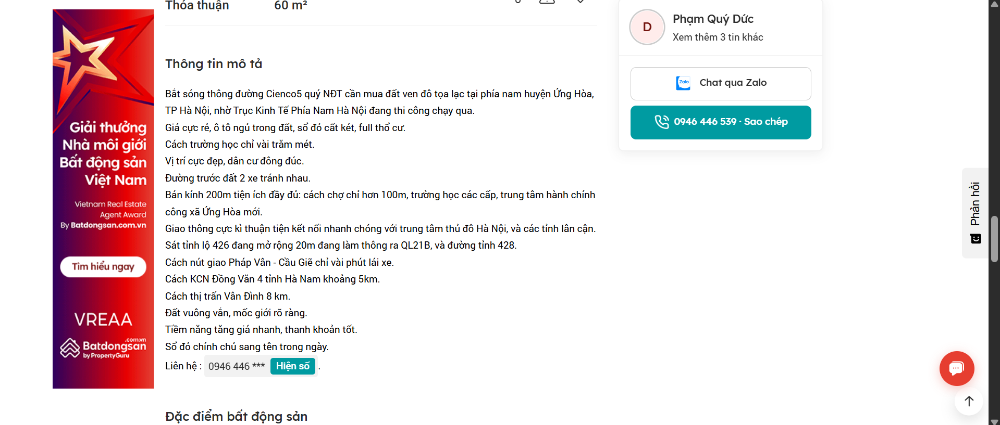 Thỏa thuận 60 m²
Giải thưởng
Nhà môi giới
Bất động sản
Việt Nam
Vietnam Real Estate
Agent Award
By Batdongsan.com.vn
Tìm hiểu ngay
VREAA
Batdongsan
.com.vn
by PropertyGuru
Thông tin mô tả
Bắt sóng thông đường Cienco5 quý NĐT cần mua đất ven đô tọa lạc tại phía nam huyện Ứng Hòa,
TP Hà Nội, nhờ Trục Kinh Tế Phía Nam Hà Nội đang thi công chạy qua.
Giá cực rẻ, ô tô ngủ trong đất, sổ đỏ cất két, full thổ cư.
Cách trường học chỉ vài trăm mét.
Vị trí cực đẹp, dân cư đông đúc.
Đường trước đất 2 xe tránh nhau.
Bán kính 200m tiện ích đầy đủ: cách chợ chỉ hơn 100m, trường học các cấp, trung tâm hành chính
công xã Ứng Hòa mới.
Giao thông cực kì thuận tiện kết nối nhanh chóng với trung tâm thủ đô Hà Nội, và các tỉnh lân cận.
Sát tỉnh lộ 426 đang mở rộng 20m đang làm thông ra QL21B, và đường tỉnh 428.
Cách nút giao Pháp Vân - Cầu Giẽ chỉ vài phút lái xe.
Cách KCN Đồng Văn 4 tỉnh Hà Nam khoảng 5km.
Cách thị trấn Vân Đình 8 km.
Đất vuông vắn, mốc giới rõ ràng.
Tiềm năng tăng giá nhanh, thanh khoản tốt.
Sổ đỏ chính chủ sang tên trong ngày.
Liên hệ : 0946 446 *** Hiện số .
Đặc điểm bất động sản
D
Phạm Quý Dức
Xem thêm 3 tin khác
Zalo Chat qua Zalo
0946 446 539 · Sao chép
Phản hồi